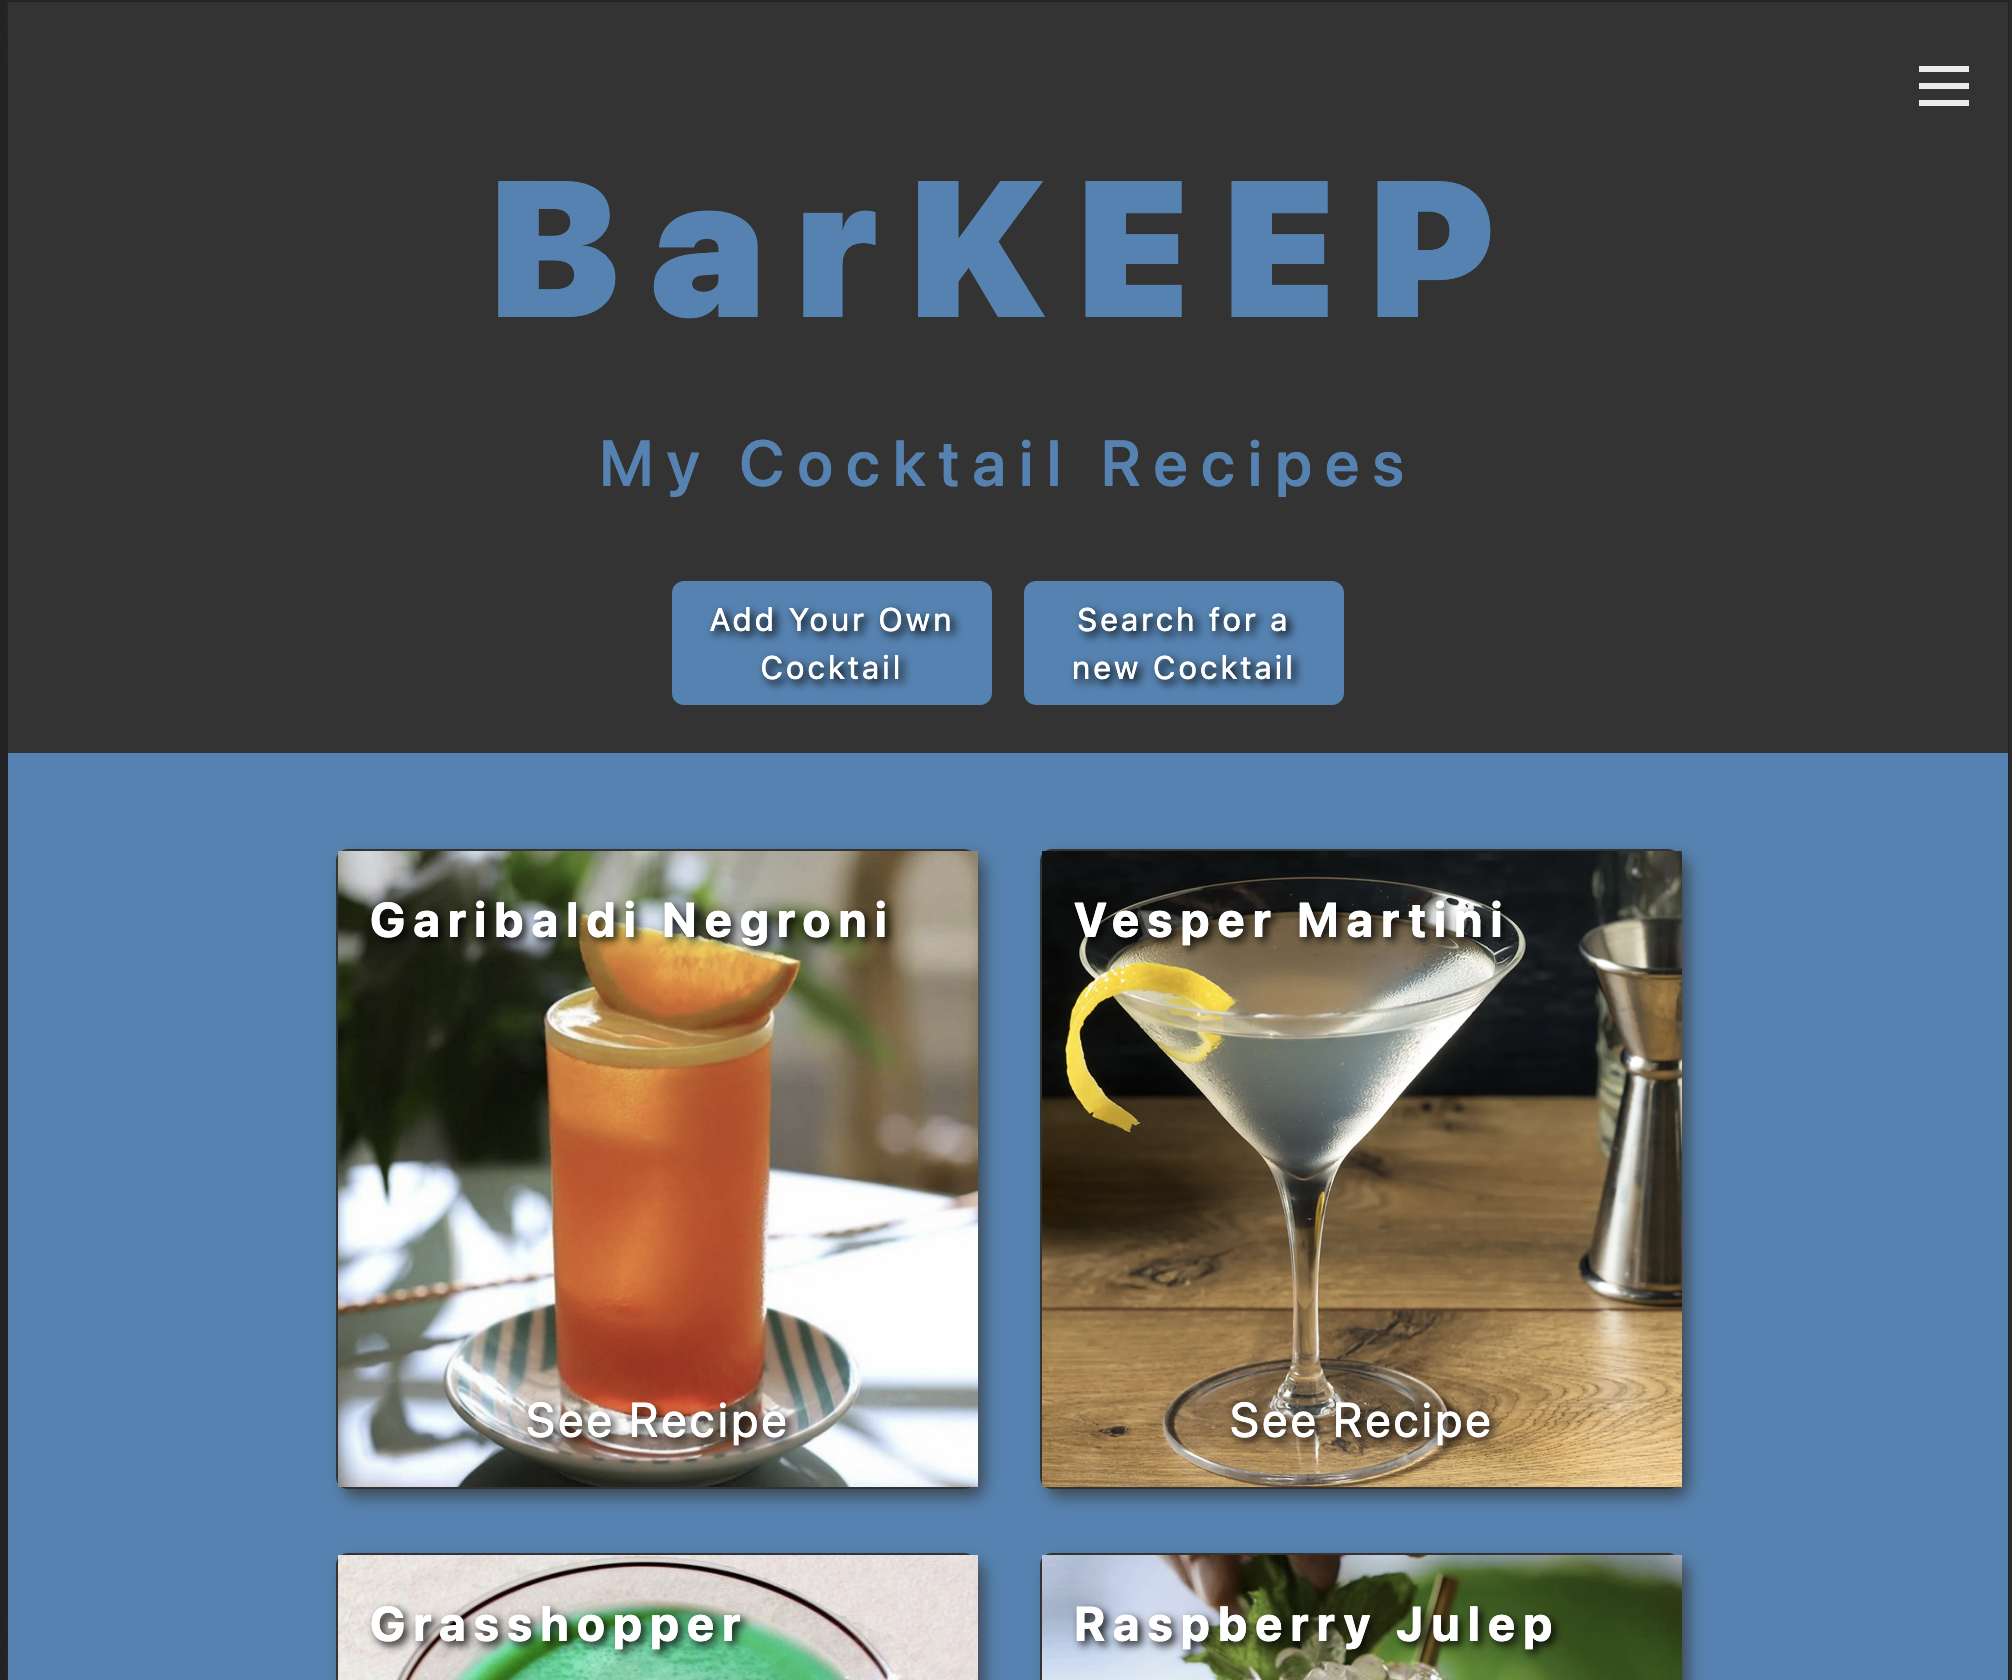 BarKEEP
My Cocktail Recipes
Add Your Own
Cocktail
Search for a
new Cocktail
Garibaldi Negroni
See Recipe
Vesper Martini
See Recipe
Grasshopper
Raspberry Julep